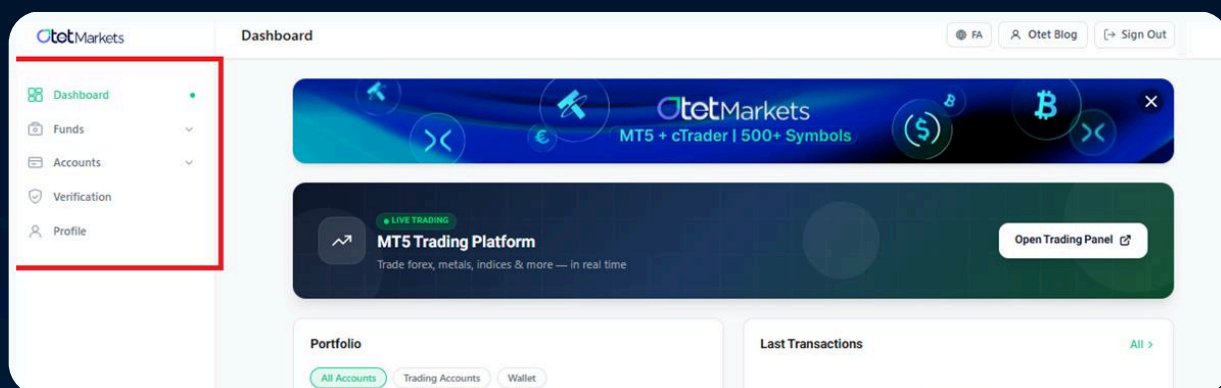 OtetMarkets
Dashboard
FA
Otet Blog
Sign Out
Dashboard
Funds
Accounts
Verification
Profile
OtetMarkets
MT5 + cTrader | 500+ Symbols
LIVE TRADING
MT5 Trading Platform
Trade forex, metals, indices & more — in real time
Open Trading Panel
Portfolio
All Accounts
Trading Accounts
Wallet
Last Transactions
All >